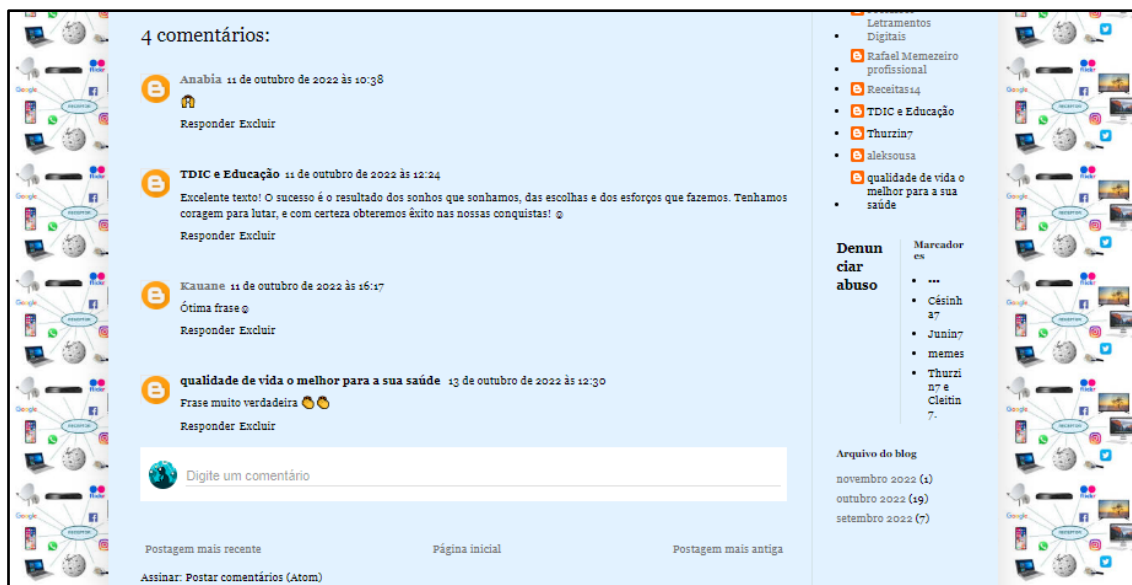 4 comentários:
Anabia 11 de outubro de 2022 às 10:38
🙌
Responder Excluir
TDIC e Educação 11 de outubro de 2022 às 12:24
Excelente texto! O sucesso é o resultado dos sonhos que sonhamos, das escolhas e dos esforços que fazemos. Tenhamos
coragem para lutar, e com certeza obteremos êxito nas nossas conquistas! ☺
Responder Excluir
Kauane 11 de outubro de 2022 às 16:17
Ótima frase☺
Responder Excluir
qualidade de vida o melhor para a sua saúde 13 de outubro de 2022 às 12:30
Frase muito verdadeira 👏👏
Responder Excluir
Digite um comentário
Postagem mais recente Página inicial Postagem mais antiga
Assinar: Postar comentários (Atom)
Letramentos
Digitais
Rafael Memezeiro
profissional
Receitas14
TDIC e Educação
Thurzin7
aleksousa
qualidade de vida o
melhor para a sua
saúde
Denun
ciar
abuso
Marcador
es
...
Césinh
a7
Junin7
memes
Thurzi
n7 e
Cleitin
7.
Arquivo do blog
novembro 2022 (1)
outubro 2022 (19)
setembro 2022 (7)